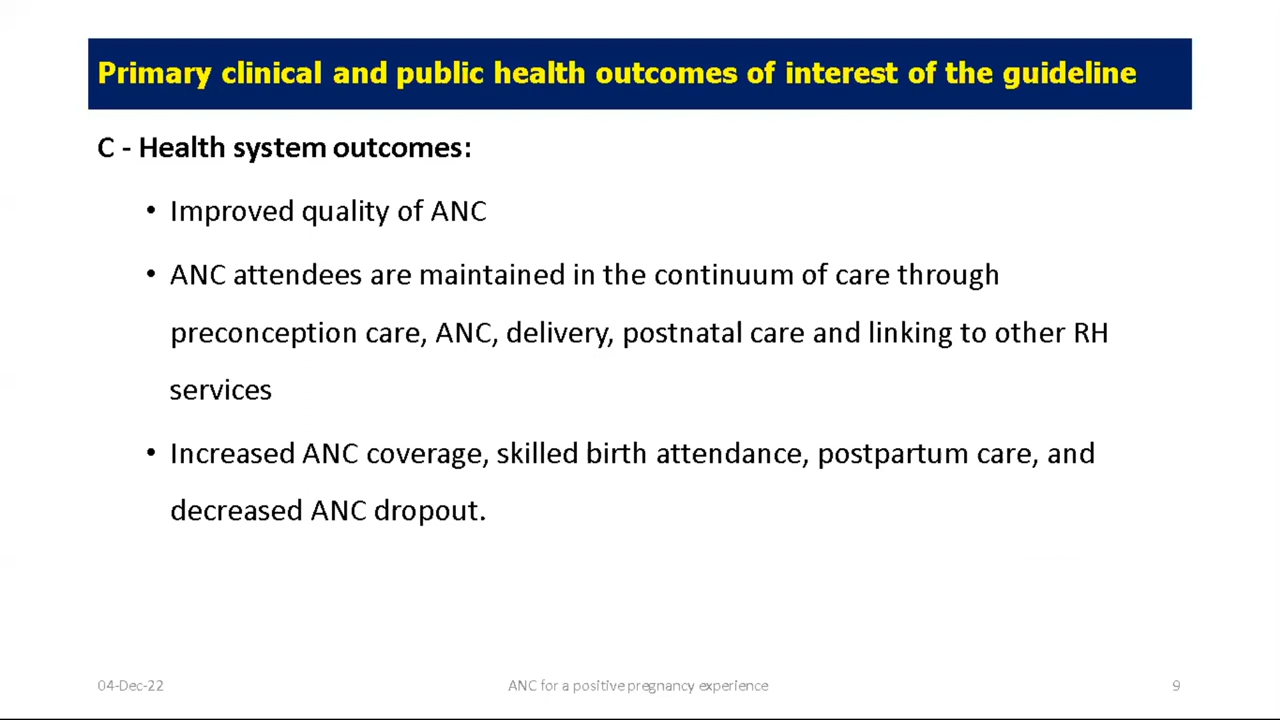 Primary clinical and public health outcomes of interest of the guideline
C - Health system outcomes:
• Improved quality of ANC
• ANC attendees are maintained in the continuum of care through
preconception care, ANC, delivery, postnatal care and linking to other RH
services
• Increased ANC coverage, skilled birth attendance, postpartum care, and
decreased ANC dropout.
04-Dec-22
ANC for a positive pregnancy experience
9